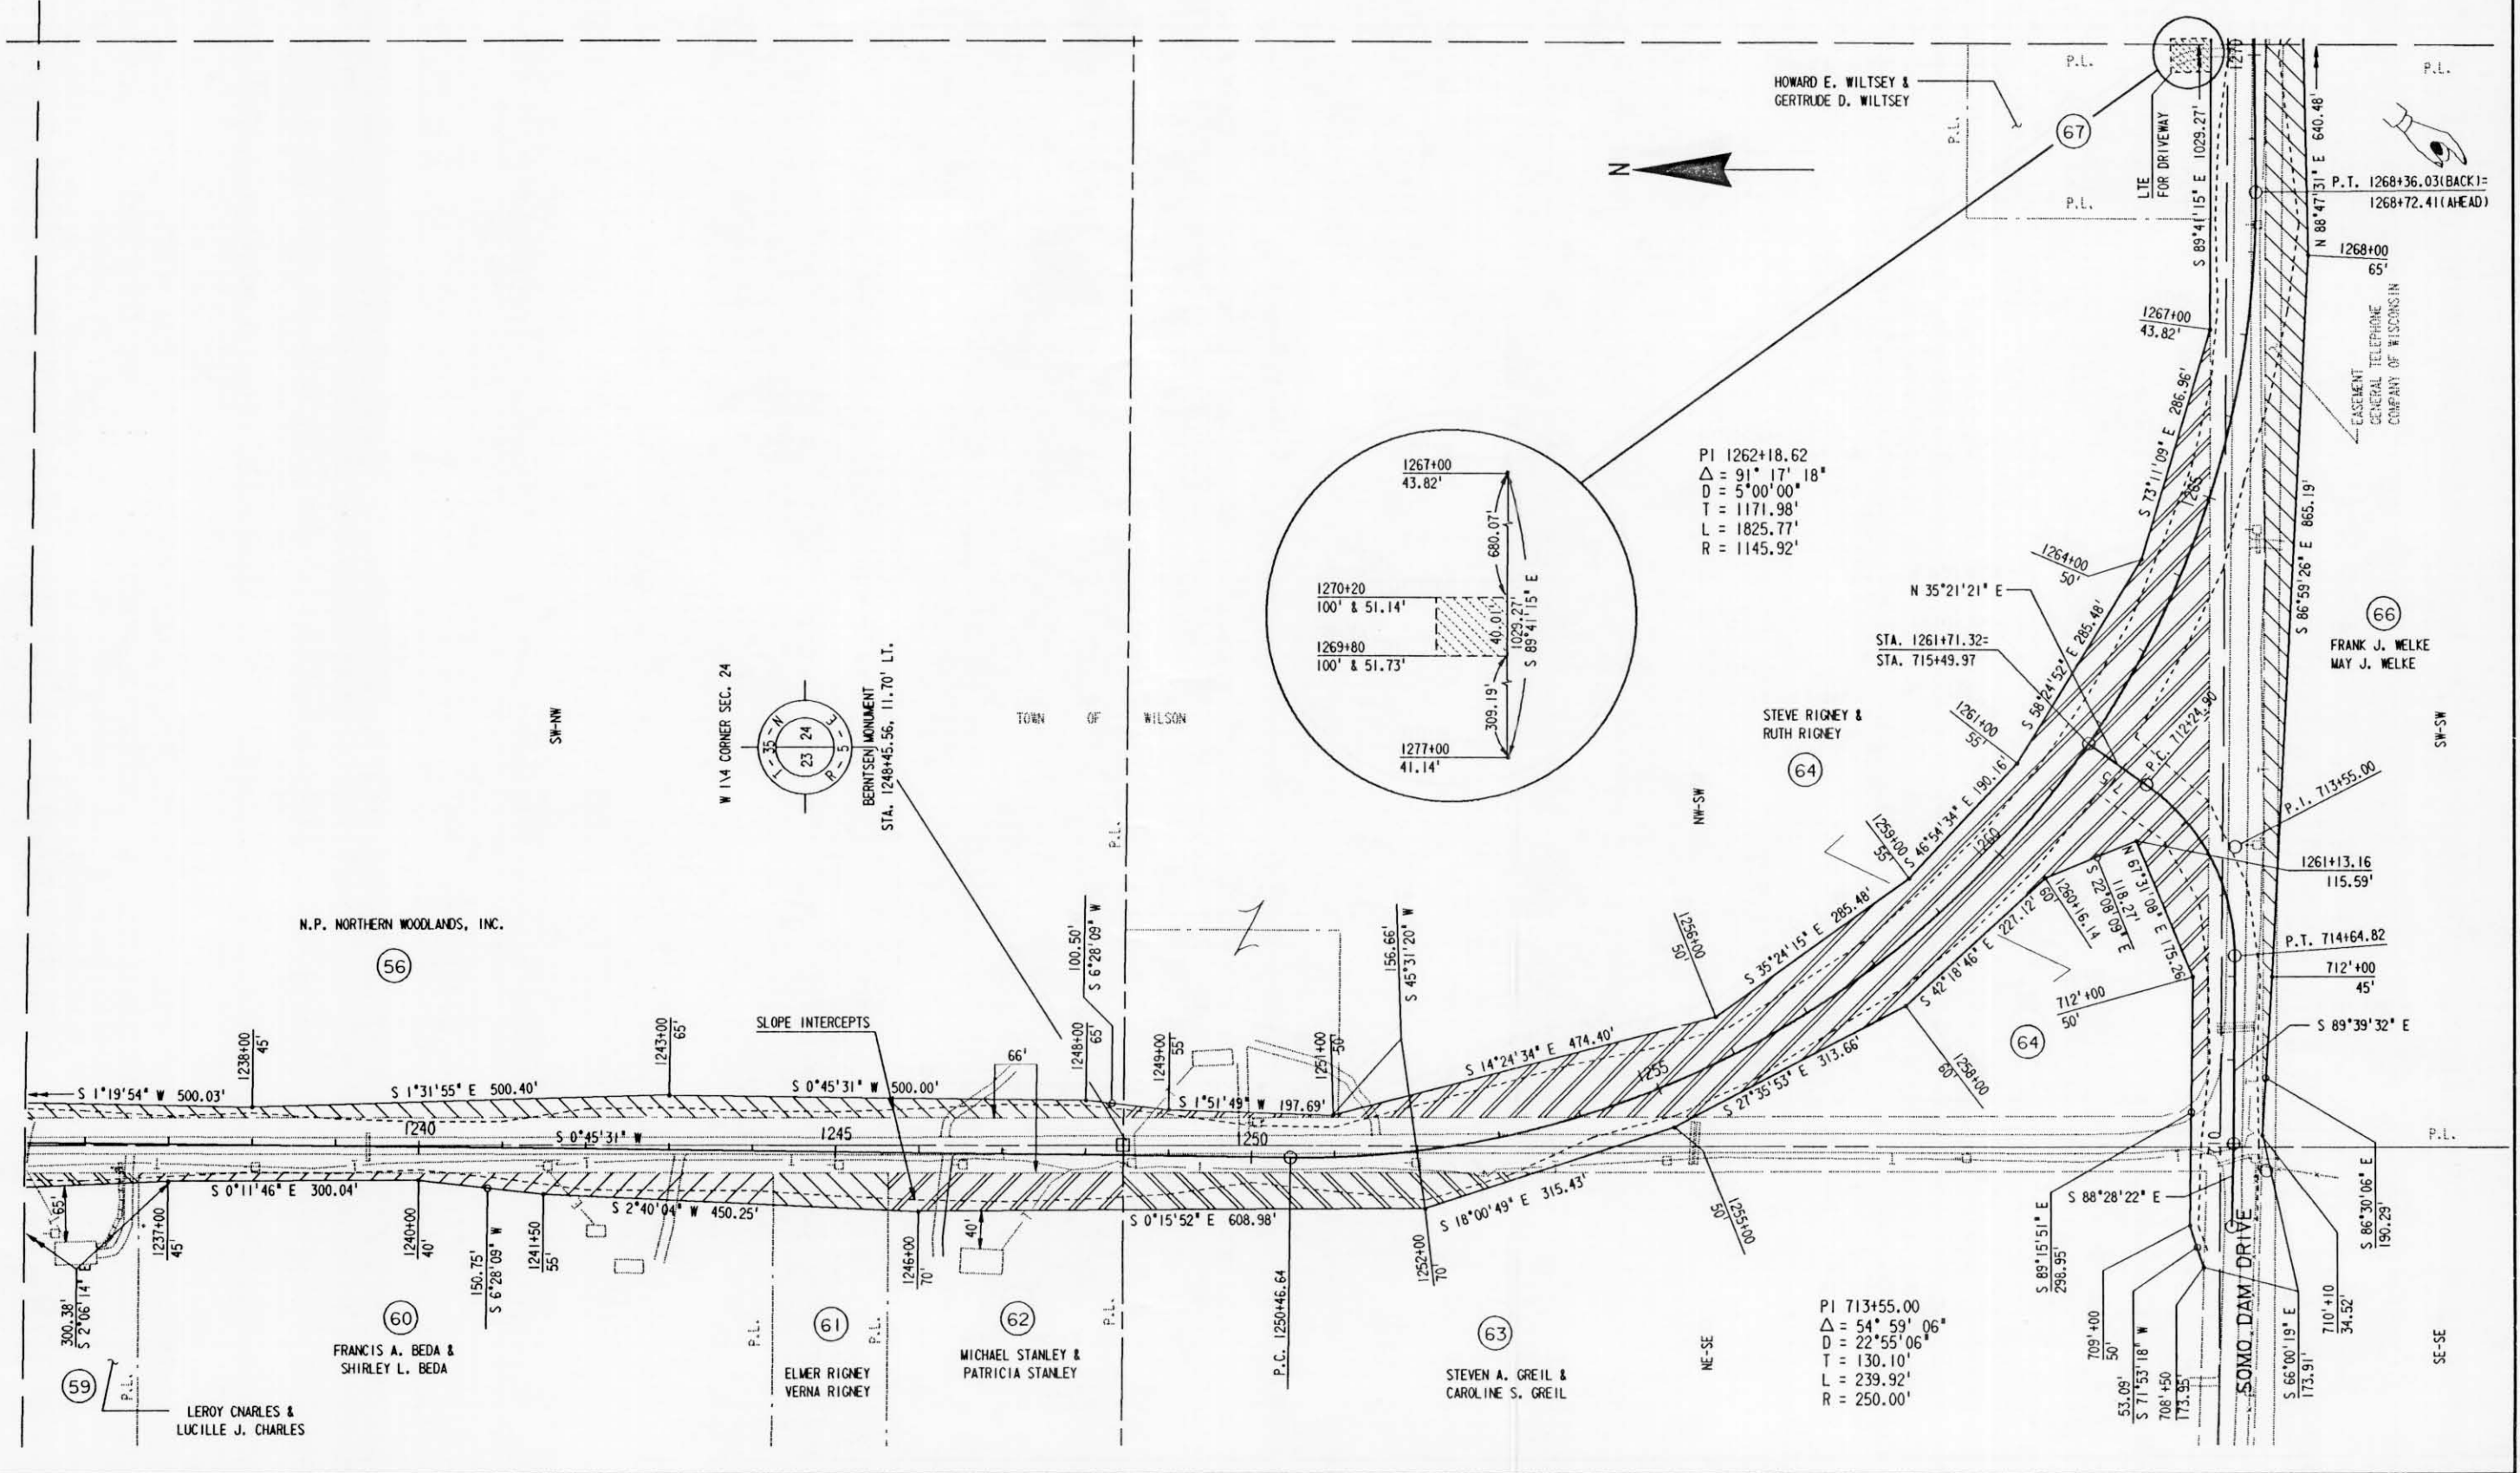 HOWARD E. WILTSEY &
GERTRUDE D. WILTSEY
P.L.
P.L.
P.L.
P.L.
67
LTE
FOR DRIVEWAY
S 89°41'15" E 1029.27'
1270
N 88°47'31" E 640.48'
P.T. 1268+36.03(BACK)=
1268+72.41(AHEAD)
1268+00
65'
N
1267+00
43.82'
EASEMENT
GENERAL TELEPHONE
COMPANY OF WISCONSIN
S 73°11'09" E 286.96'
1265
S 86°59'26" E 865.19'
PI 1262+18.62
Δ = 91° 17' 18"
D = 5°00'00"
T = 1171.98'
L = 1825.77'
R = 1145.92'
1267+00
43.82'
680.07'
1270+20
100' & 51.14'
40.01'
1029.27'
S 89°41'15" E
1269+80
100' & 51.73'
309.19'
1277+00
41.14'
1264+00
50'
N 35°21'21" E
STA. 1261+71.32=
STA. 715+49.97
S 58°24'52" E 285.48'
66
FRANK J. WELKE
MAY J. WELKE
W 1\4 CORNER SEC. 24
T-35-N
R-5-E
23 24
BERNTSEN MONUMENT
STA. 1248+45.56, 11.70' LT.
SW-NW
TOWN OF WILSON
STEVE RIGNEY &
RUTH RIGNEY
64
1261+00
55'
P.C. 712+24.90
SW-SW
P.I. 713+55.00
NW-SW
S 46°54'34" E 190.16'
1259+00
55'
1260
1261+13.16
115.59'
P.L.
N.P. NORTHERN WOODLANDS, INC.
56
100.50'
S 6°28'09" W
156.66'
S 45°31'20" W
1256+00
50'
S 35°24'15" E 285.48'
S 42°18'46" E 227.12'
1260+16.14
60'
118.27'
S 22°08'09" E
N 67°31'08" E 175.26'
P.T. 714+64.82
712'+00
45'
712'+00
50'
64
S 89°39'32" E
SLOPE INTERCEPTS
1238+00
45'
1243+00
65'
66'
1248+00
65'
1249+00
55'
1251+00
50'
S 14°24'34" E 474.40'
S 27°35'53" E 313.66'
1258+00
60'
S 1°19'54" W 500.03'
S 1°31'55" E 500.40'
S 0°45'31" W 500.00'
S 1°51'49" W 197.69'
1255
1240
S 0°45'31" W
1245
1250
710
P.L.
S 0°11'46" E 300.04'
S 2°40'04" W 450.25'
S 0°15'52" E 608.98'
S 18°00'49" E 315.43'
1255+00
50'
S 88°28'22" E
S 86°30'06" E
190.29'
65'
1237+00
45'
1240+00
40'
150.75'
S 6°28'09" W
1241+50
55'
1246+00
70'
40'
1252+00
70'
P.C. 1250+46.64
S 89°15'51" E
298.95'
SOMO DAM DRIVE
300.38'
S 2°06'14" E
60
FRANCIS A. BEDA &
SHIRLEY L. BEDA
P.L.
61
P.L.
ELMER RIGNEY
VERNA RIGNEY
62
MICHAEL STANLEY &
PATRICIA STANLEY
P.L.
63
STEVEN A. GREIL &
CAROLINE S. GREIL
NE-SE
PI 713+55.00
Δ = 54° 59' 06"
D = 22°55'06"
T = 130.10'
L = 239.92'
R = 250.00'
709'+00
50'
53.09'
S 71°53'18" W
708'+50
173.95'
S 66°00'19" E
173.91'
710'+10
34.52'
SE-SE
59
P.L.
LEROY CNARLES &
LUCILLE J. CHARLES